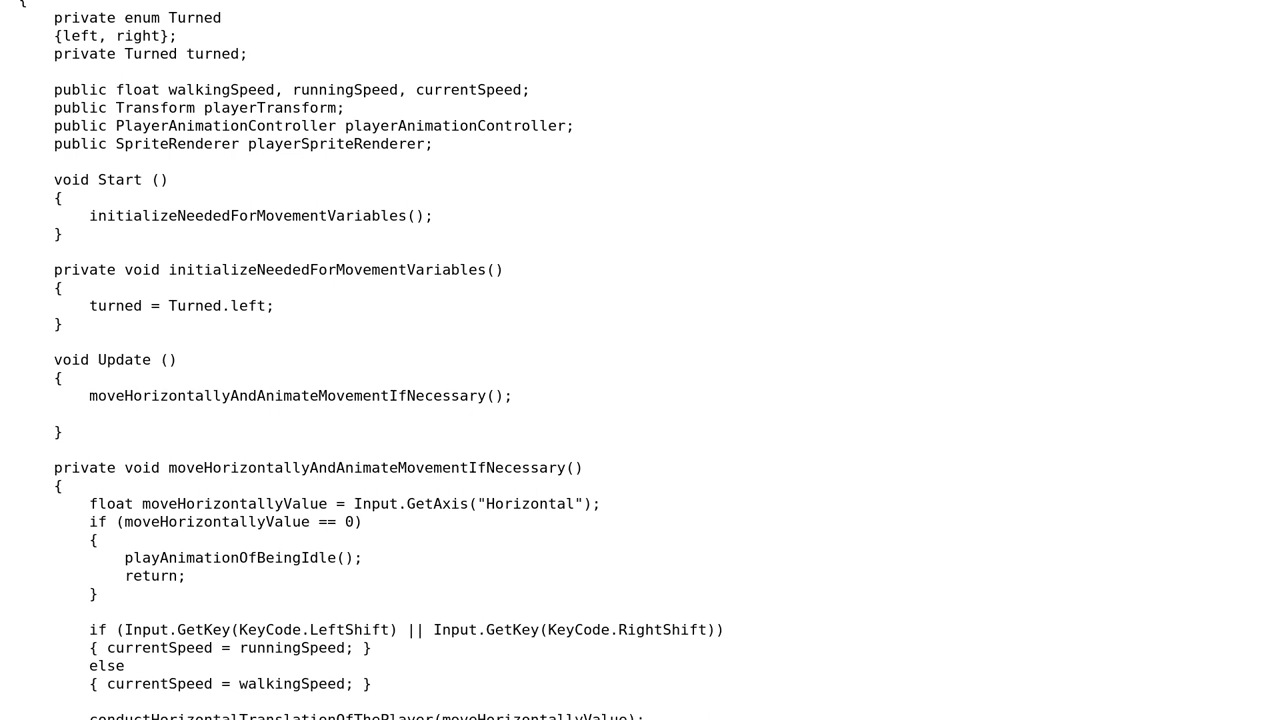 {
    private enum Turned
    {left, right};
    private Turned turned;

    public float walkingSpeed, runningSpeed, currentSpeed;
    public Transform playerTransform;
    public PlayerAnimationController playerAnimationController;
    public SpriteRenderer playerSpriteRenderer;

    void Start ()
    {
        initializeNeededForMovementVariables();
    }

    private void initializeNeededForMovementVariables()
    {
        turned = Turned.left;
    }

    void Update ()
    {
        moveHorizontallyAndAnimateMovementIfNecessary();

    }

    private void moveHorizontallyAndAnimateMovementIfNecessary()
    {
        float moveHorizontallyValue = Input.GetAxis("Horizontal");
        if (moveHorizontallyValue == 0)
        {
            playAnimationOfBeingIdle();
            return;
        }

        if (Input.GetKey(KeyCode.LeftShift) || Input.GetKey(KeyCode.RightShift))
        { currentSpeed = runningSpeed; }
        else
        { currentSpeed = walkingSpeed; }

        conductHorizontalTranslationOfThePlayer(moveHorizontallyValue);